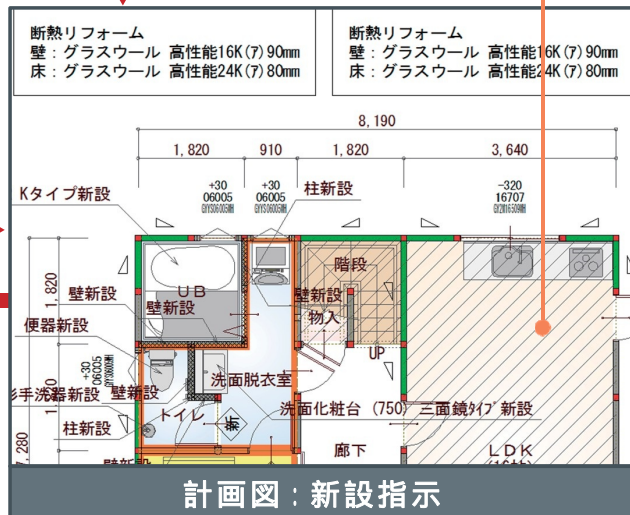 断熱リフォーム
壁：グラスウール 高性能16K(ア)90mm
床：グラスウール 高性能24K(ア)80mm
断熱リフォーム
壁：グラスウール 高性能16K(ア)90mm
床：グラスウール 高性能24K(ア)80mm
8,190
1,820
910
1,820
3,640
+30
06005
+30
06005
-320
16707
Kタイプ新設
柱新設
階段
UB
壁新設
壁新設
壁新設
物入
便器新設
UP
1,820
+30
06005
壁新設
洗面脱衣室
手洗器新設
洗面化粧台（750）三面鏡ﾀｲﾌﾟ新設
トイレ
新
柱新設
廊下
LDK
7,280
計画図：新設指示